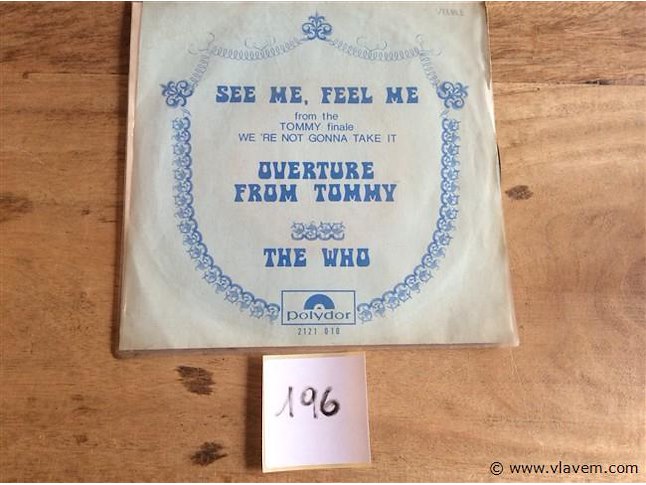 SEE ME, FEEL ME
from the
TOMMY finale
WE 'RE NOT GONNA TAKE IT
OVERTURE
FROM TOMMY
THE WHO
polydor
2121 018
196
© www.vlavem.com